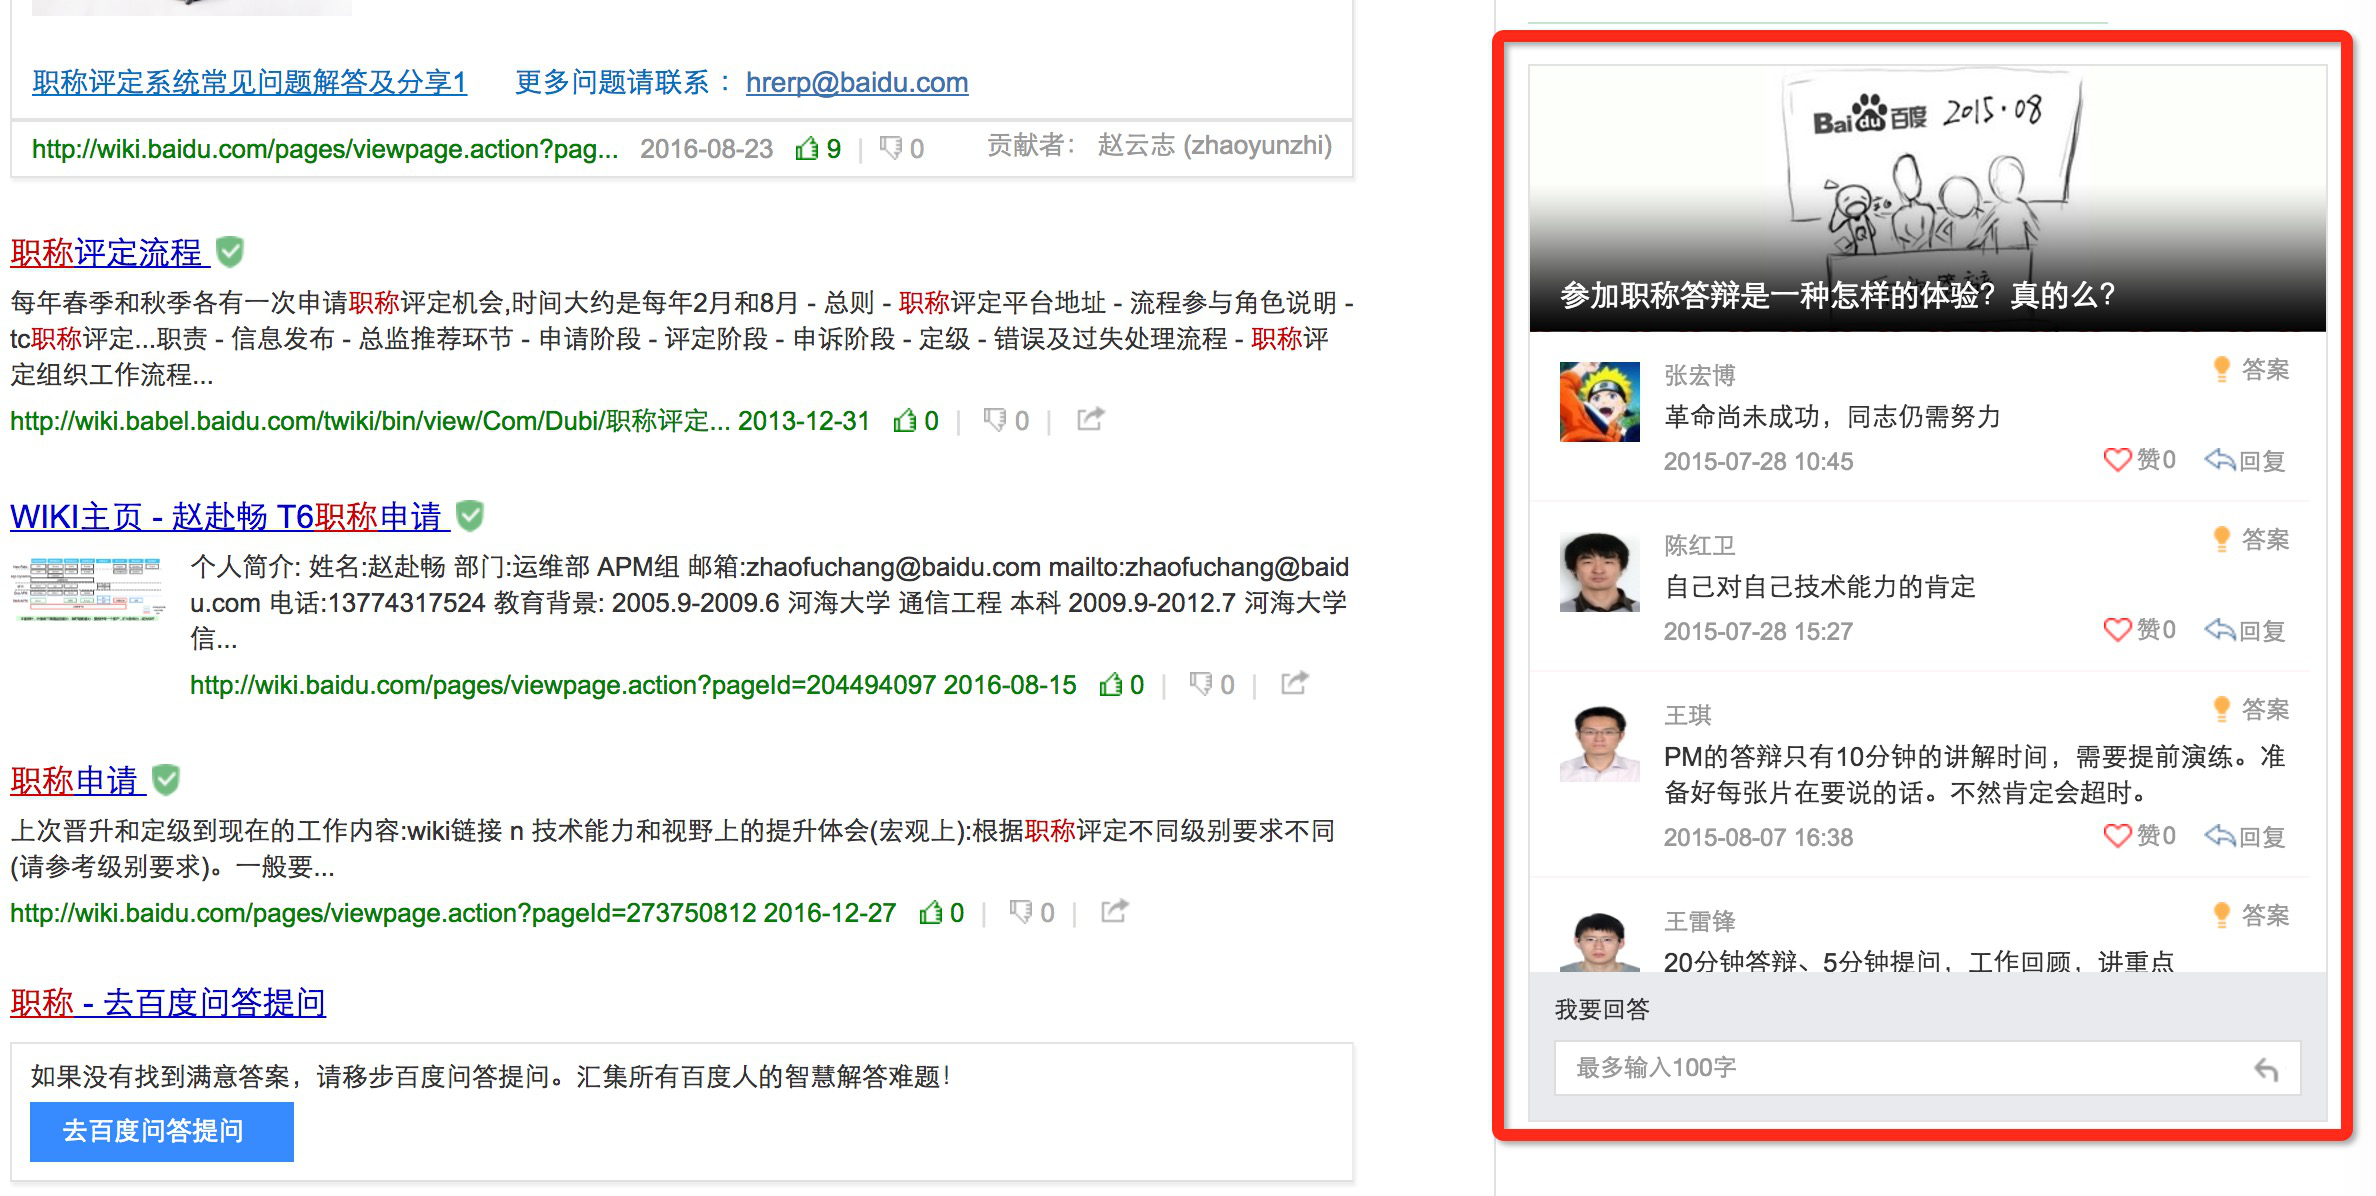 职称评定系统常见问题解答及分享1 更多问题请联系： hrerp@baidu.com
http://wiki.baidu.com/pages/viewpage.action?pag... 2016-08-23 9 | 0 贡献者： 赵云志 (zhaoyunzhi)
职称评定流程
每年春季和秋季各有一次申请职称评定机会,时间大约是每年2月和8月 - 总则 - 职称评定平台地址 - 流程参与角色说明 -
tc职称评定...职责 - 信息发布 - 总监推荐环节 - 申请阶段 - 评定阶段 - 申诉阶段 - 定级 - 错误及过失处理流程 - 职称评
定组织工作流程...
http://wiki.babel.baidu.com/twiki/bin/view/Com/Dubi/职称评定... 2013-12-31 0 | 0 |
WIKI主页 - 赵赴畅 T6职称申请
个人简介: 姓名:赵赴畅 部门:运维部 APM组 邮箱:zhaofuchang@baidu.com mailto:zhaofuchang@baid
u.com 电话:13774317524 教育背景: 2005.9-2009.6 河海大学 通信工程 本科 2009.9-2012.7 河海大学
信...
http://wiki.baidu.com/pages/viewpage.action?pageId=204494097 2016-08-15 0 | 0 |
职称申请
上次晋升和定级到现在的工作内容:wiki链接 n 技术能力和视野上的提升体会(宏观上):根据职称评定不同级别要求不同
(请参考级别要求)。一般要...
http://wiki.baidu.com/pages/viewpage.action?pageId=273750812 2016-12-27 0 | 0 |
职称 - 去百度问答提问
如果没有找到满意答案，请移步百度问答提问。汇集所有百度人的智慧解答难题！
去百度问答提问
Baidu百度 2015·08
参加职称答辩是一种怎样的体验？真的么？
张宏博 答案
革命尚未成功，同志仍需努力
2015-07-28 10:45 赞0 回复
陈红卫 答案
自己对自己技术能力的肯定
2015-07-28 15:27 赞0 回复
王琪 答案
PM的答辩只有10分钟的讲解时间，需要提前演练。准
备好每张片在要说的话。不然肯定会超时。
2015-08-07 16:38 赞0 回复
王雷锋 答案
20分钟答辩、5分钟提问，工作回顾，讲重点
我要回答
最多输入100字